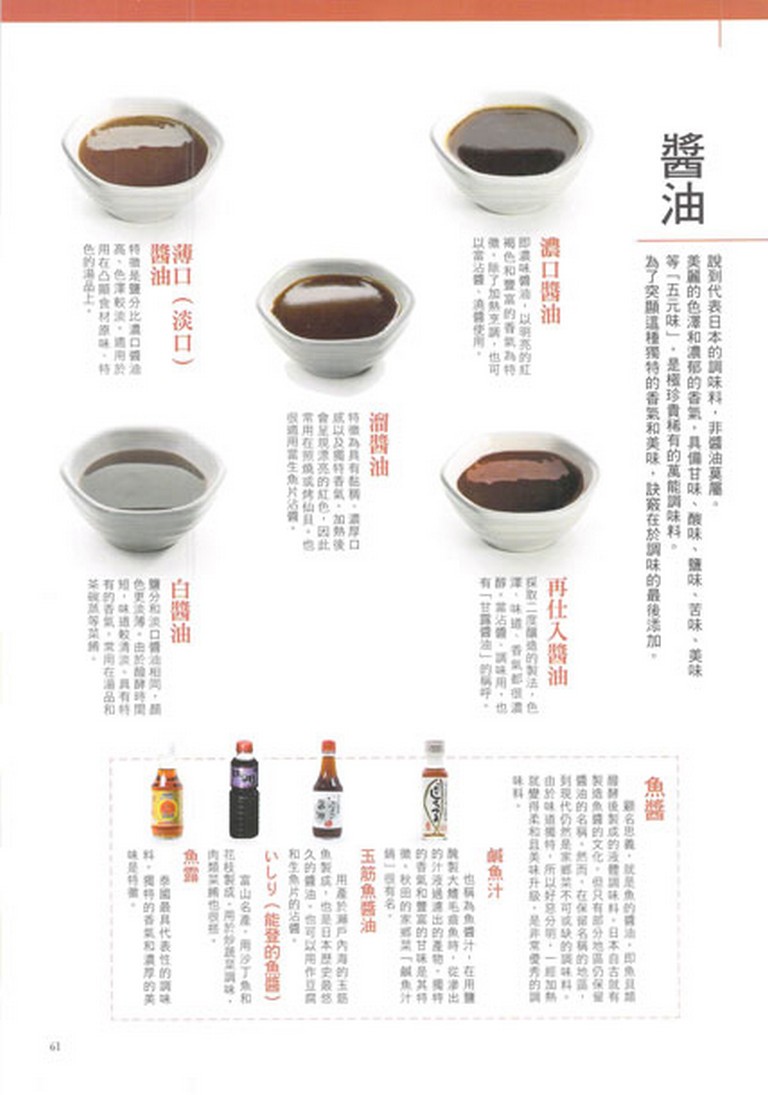 醬油
說到代表日本的調味料，非醬油莫屬。
美麗的色澤和濃郁的香氣，具備甘味、酸味、鹽味、苦味、美味
等「五元味」，是極珍貴稀有的萬能調味料。
為了突顯這種獨特的香氣和美味，訣竅在於調味的最後添加。
濃口醬油
即濃味醬油，以明亮的紅
褐色和豐富的香氣為特
徵，除了加熱烹調，也可
以當沾醬、澆醬使用。
再仕入醬油
採取二度釀造的製法，色
澤、味道、香氣都很濃
醇。當沾醬、調味用，也
有「甘露醬油」的稱呼。
溜醬油
特徵為具有黏稠、濃厚口
感以及獨特香氣。加熱後
會呈現漂亮的紅色，因此
常用在照燒或烤仙貝。也
很適用當生魚片沾醬。
薄口（淡口）
醬油
特徵是鹽分比濃口醬油
高、色澤較淡。適用於
用在凸顯食材原味、特
色的湯品上。
白醬油
鹽分和淡口醬油相同，顏
色更淡薄。由於醱酵時間
短，味道較清淡、具有特
有的香氣，常用在湯品和
茶碗蒸等菜餚。
魚醬
顧名思義，就是魚的醬油，即魚貝類
醱酵後製成的液體調味料。日本自古就有
製造魚醬的文化，但只有部分地區仍保留
醬油的名稱。然而，在保留名稱的地區，
到現代仍然是家鄉菜不可或缺的調味料。
由於味道獨特，所以好惡分明，一經加熱
就變得柔和且美味升級，是非常優秀的調
味料。
鹹魚汁
也稱為魚醬汁，在用鹽
醃製大鱗毛齒魚時，從滲出
的汁液過濾出的產物。獨特
的香氣和豐富的甘味是其特
徵。秋田的家鄉菜「鹹魚汁
鍋」很有名。
玉筋魚醬油
用產於瀨戶內海的玉筋
魚製成，也是日本歷史最悠
久的醬油。也可以用作豆腐
和生魚片的沾醬。
いしり（能登的魚醬）
富山名產，用沙丁魚和
花枝製成。用於炒蔬菜調味，
肉類菜餚也很搭。
魚露
泰國最具代表性的調味
料。獨特的香氣和濃厚的美
味是特徵。
61